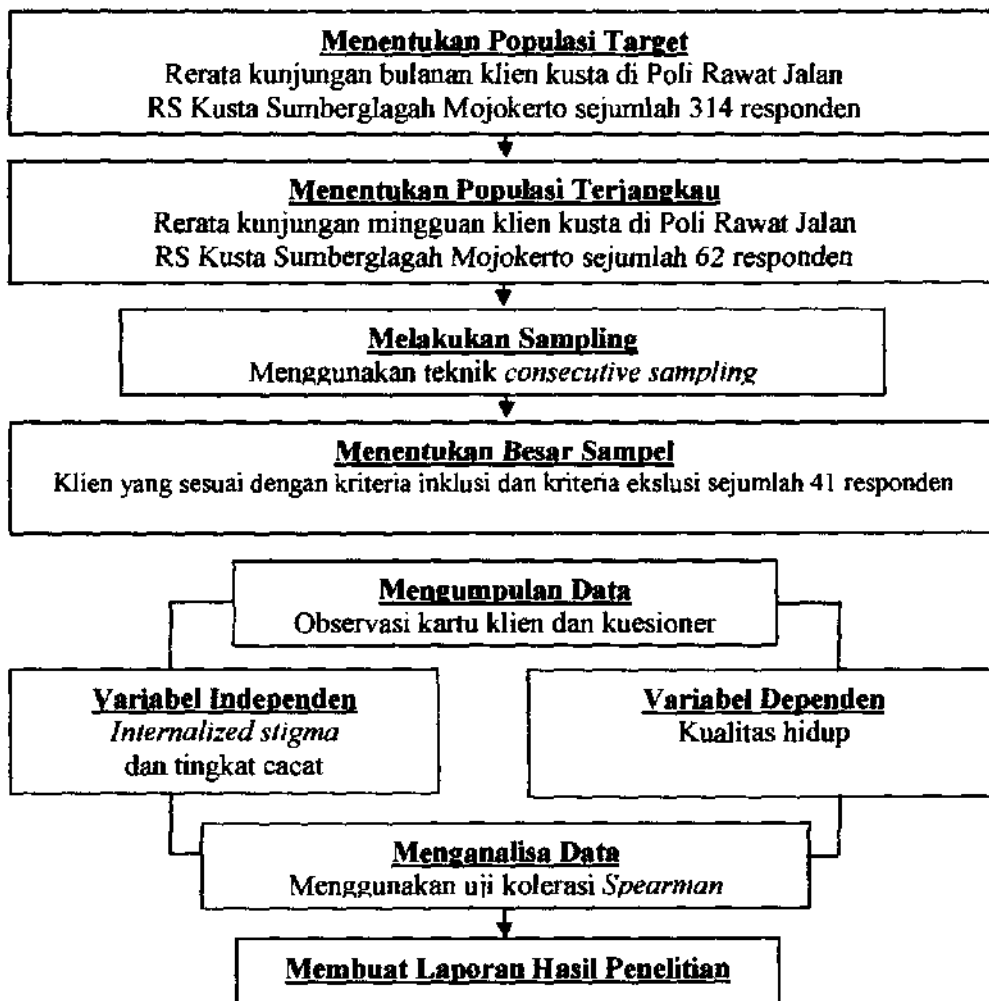 Menentukan Populasi Target
Rerata kunjungan bulanan klien kusta di Poli Rawat Jalan
RS Kusta Sumberglagah Mojokerto sejumlah 314 responden
Menentukan Populasi Terjangkau
Rerata kunjungan mingguan klien kusta di Poli Rawat Jalan
RS Kusta Sumberglagah Mojokerto sejumlah 62 responden
Melakukan Sampling
Menggunakan teknik consecutive sampling
Menentukan Besar Sampel
Klien yang sesuai dengan kriteria inklusi dan kriteria ekslusi sejumlah 41 responden
Mengumpulan Data
Observasi kartu klien dan kuesioner
Variabel Independen
Internalized stigma
dan tingkat cacat
Variabel Dependen
Kualitas hidup
Menganalisa Data
Menggunakan uji kolerasi Spearman
Membuat Laporan Hasil Penelitian